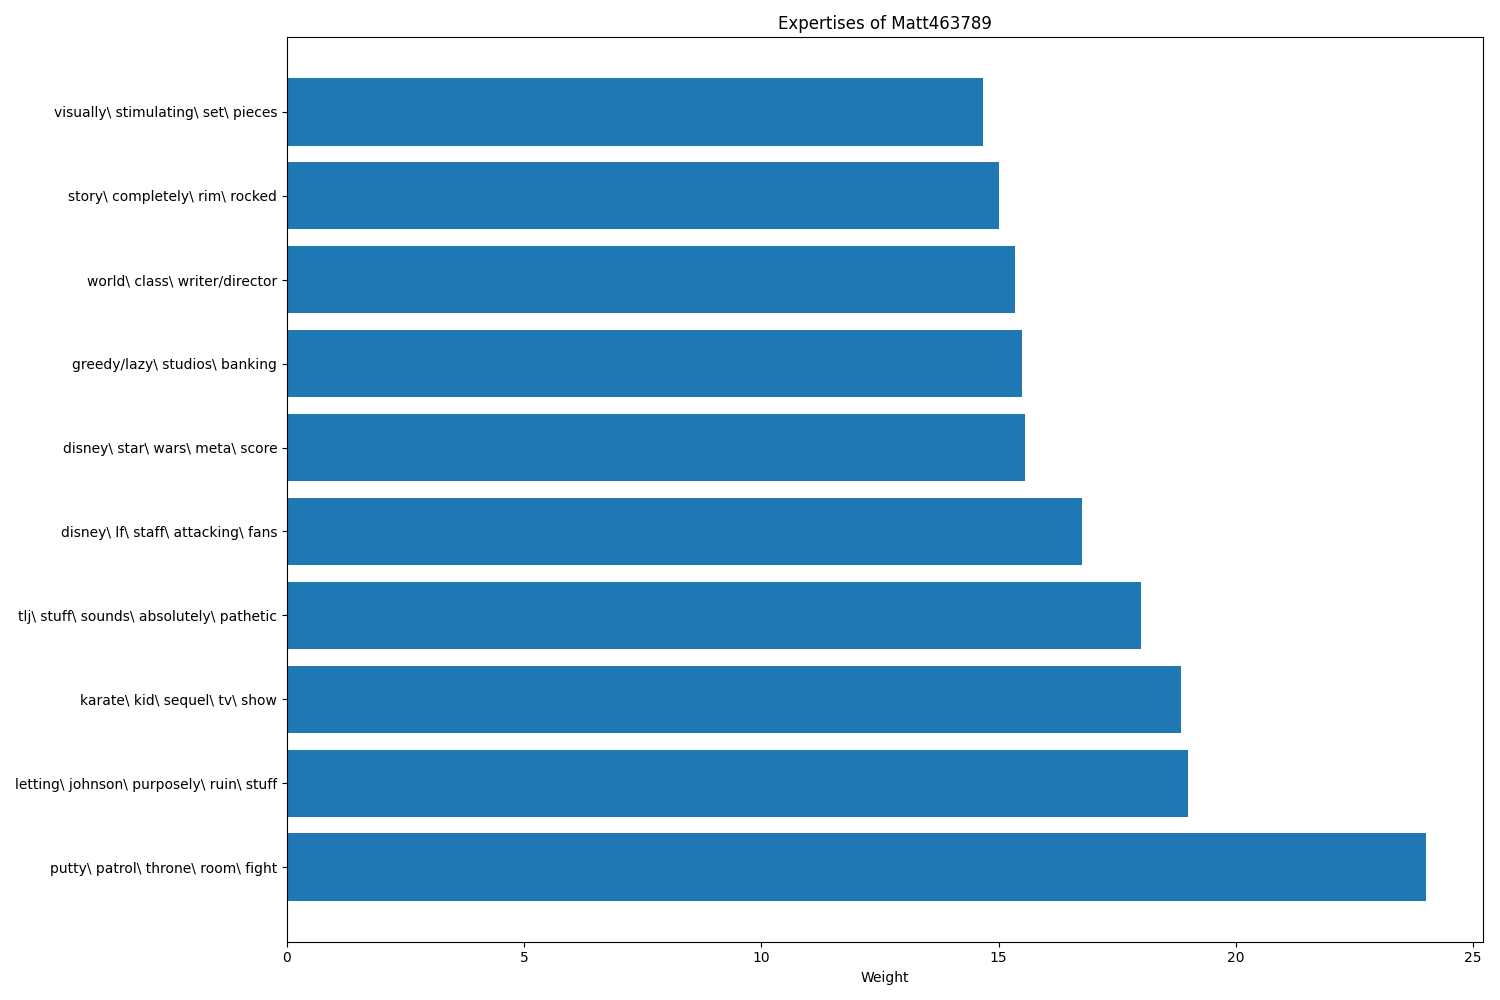 Expertises of Matt463789
visually\ stimulating\ set\ pieces
story\ completely\ rim\ rocked
world\ class\ writer/director
greedy/lazy\ studios\ banking
disney\ star\ wars\ meta\ score
disney\ lf\ staff\ attacking\ fans
tlj\ stuff\ sounds\ absolutely\ pathetic
karate\ kid\ sequel\ tv\ show
letting\ johnson\ purposely\ ruin\ stuff
putty\ patrol\ throne\ room\ fight
0 5 10 15 20 25
Weight